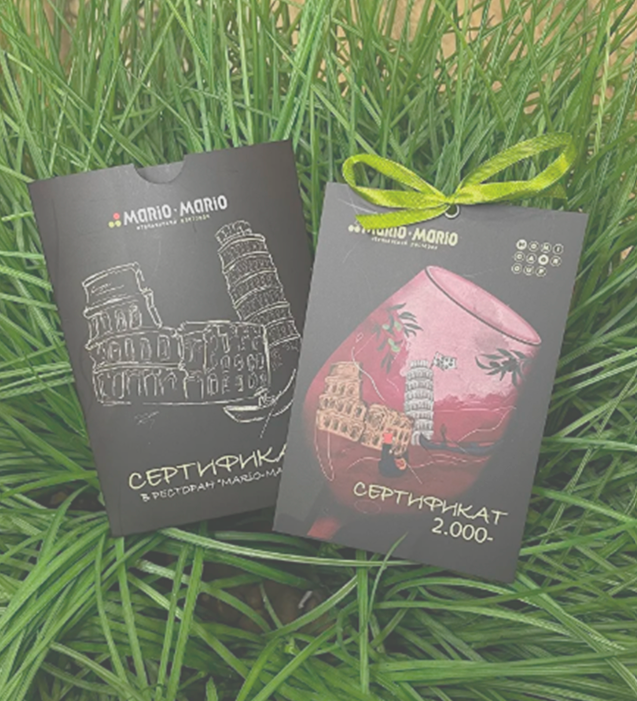 MARIO·MARIO
СЕРТИФИКА
В РЕСТОРАН "MARIO-MA
MARIO·MARIO
СЕРТИФИКАТ
2.000-